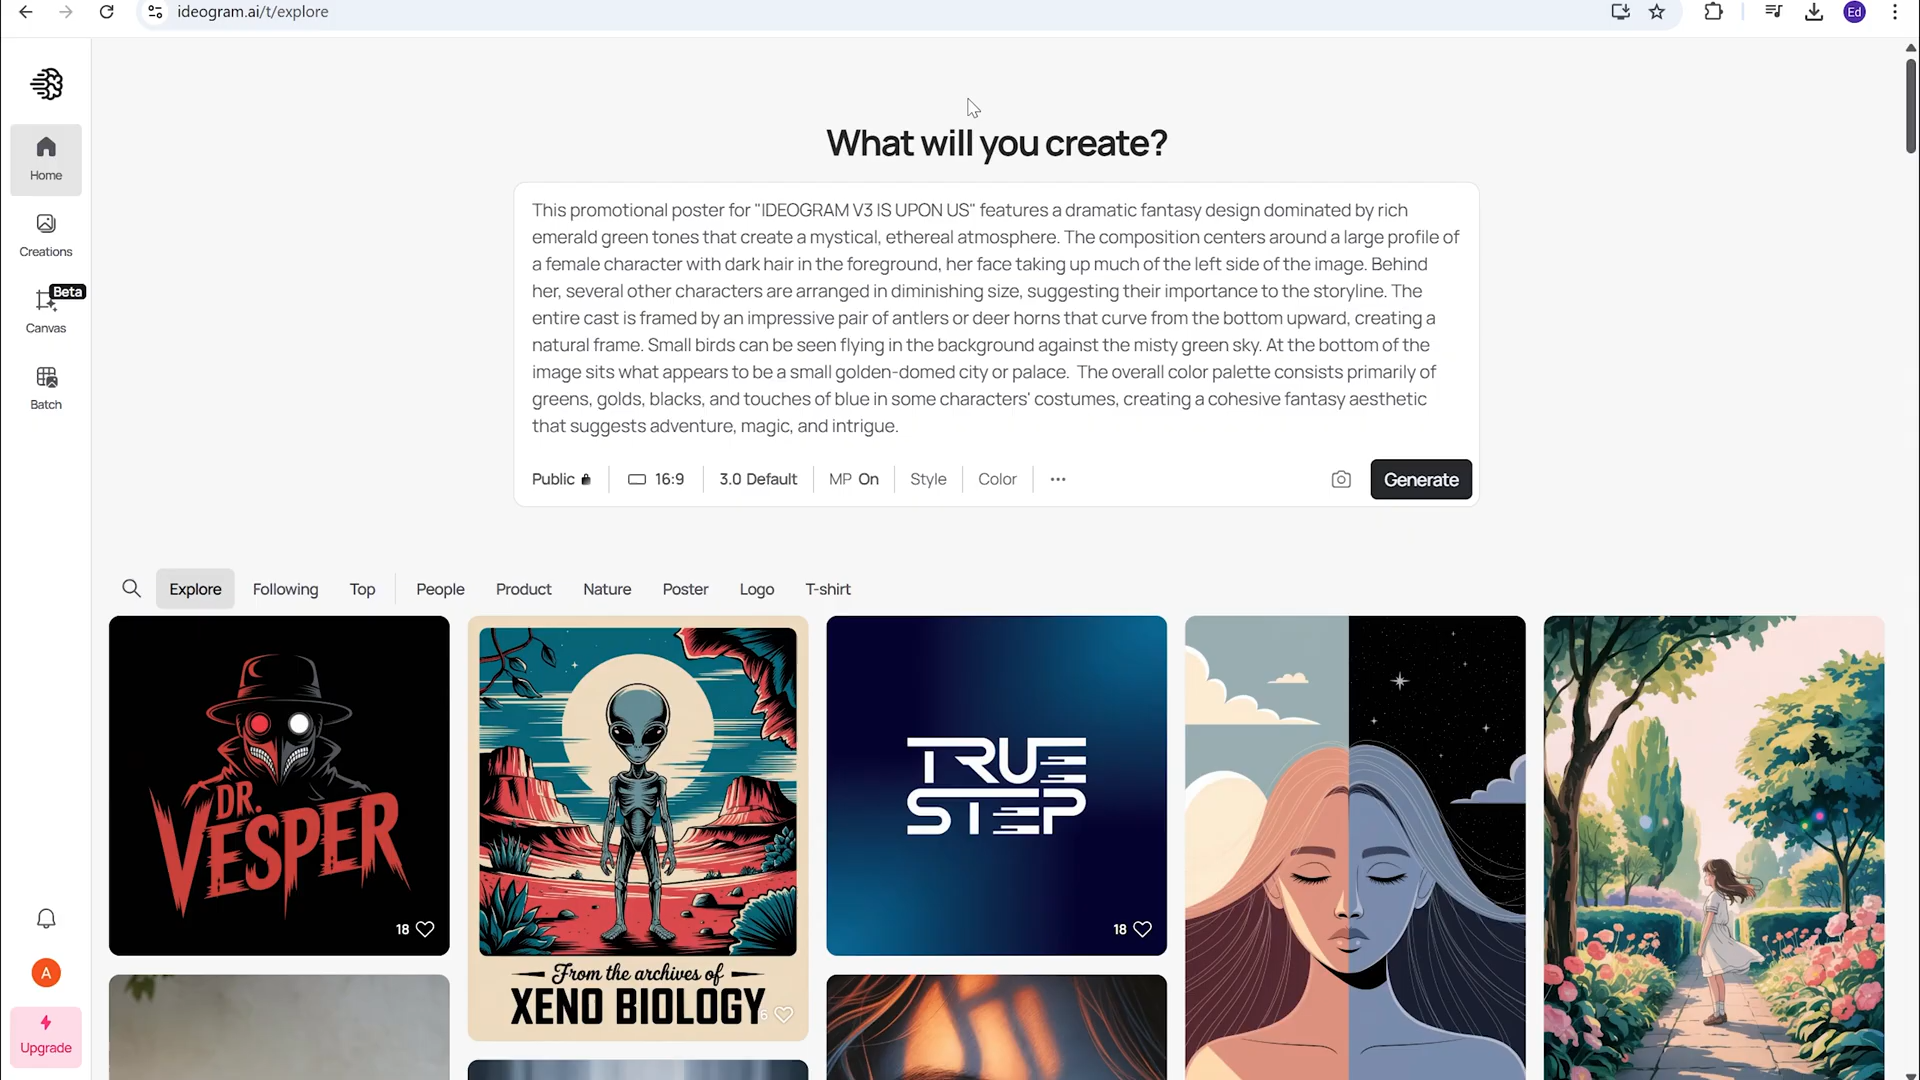 ideogram.ai/t/explore
Ed
Home
Creations
Beta
Canvas
Batch
A
Upgrade
What will you create?
This promotional poster for "IDEOGRAM V3 IS UPON US" features a dramatic fantasy design dominated by rich
emerald green tones that create a mystical, ethereal atmosphere. The composition centers around a large profile of
a female character with dark hair in the foreground, her face taking up much of the left side of the image. Behind
her, several other characters are arranged in diminishing size, suggesting their importance to the storyline. The
entire cast is framed by an impressive pair of antlers or deer horns that curve from the bottom upward, creating a
natural frame. Small birds can be seen flying in the background against the misty green sky. At the bottom of the
image sits what appears to be a small golden-domed city or palace.  The overall color palette consists primarily of
greens, golds, blacks, and touches of blue in some characters' costumes, creating a cohesive fantasy aesthetic
that suggests adventure, magic, and intrigue.
Public 16:9 3.0 Default MP On Style Color Generate
Explore Following Top People Product Nature Poster Logo T-shirt
DR.
VESPER
18
From the archives of
XENO BIOLOGY
6
TRUE
STEP
18